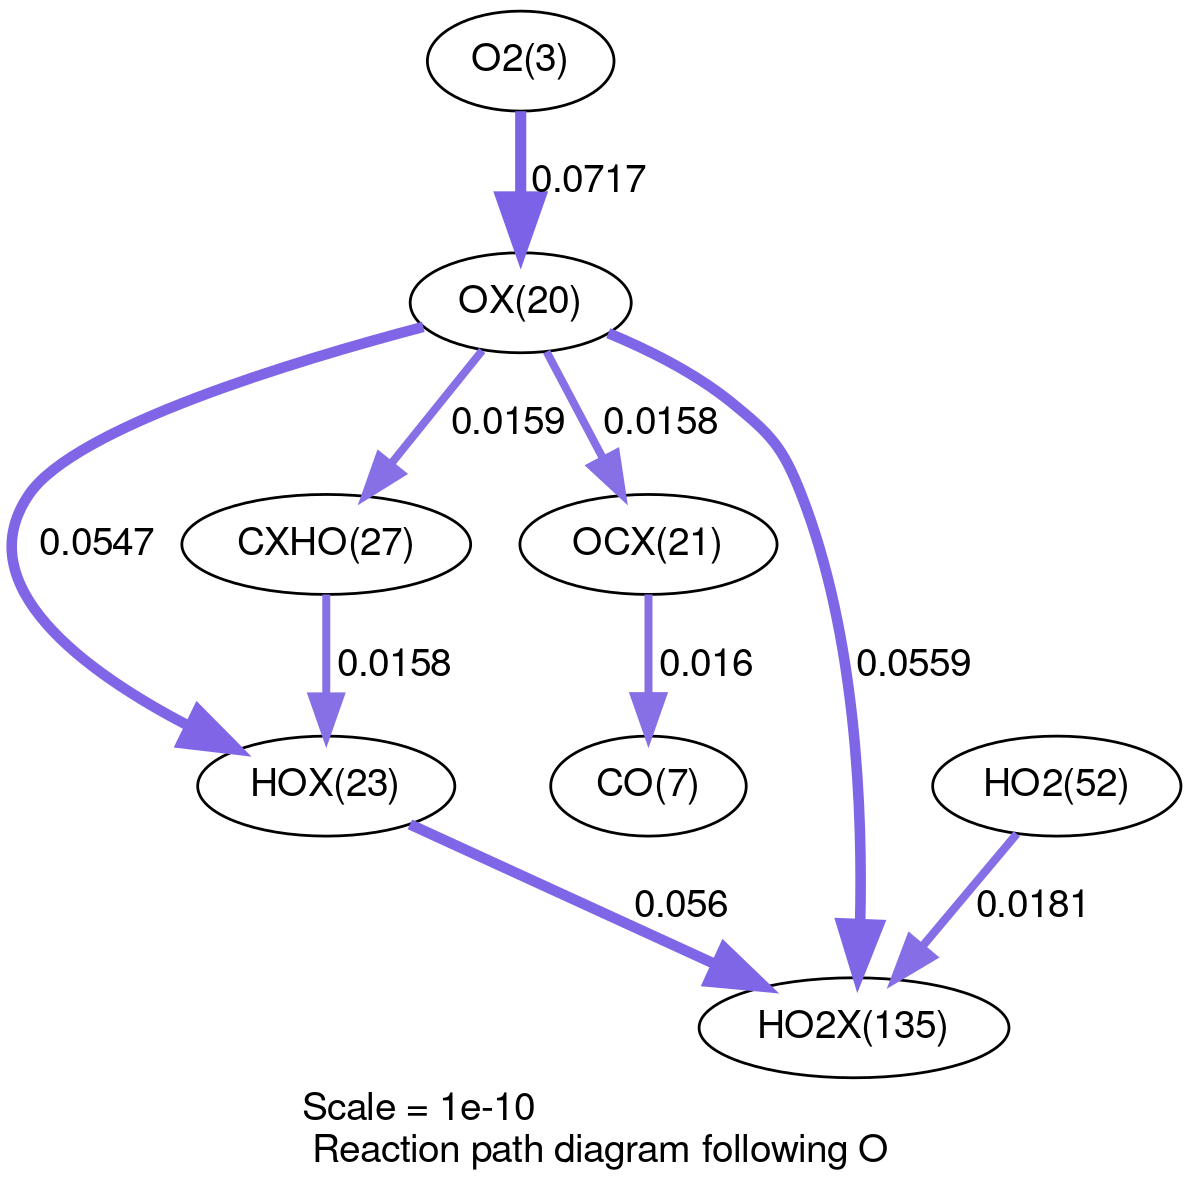 O2(3)
0.0717
OX(20)
0.0159
0.0158
0.0547
CXHO(27)
OCX(21)
0.0158
0.016
0.0559
HOX(23)
CO(7)
HO2(52)
0.056
0.0181
HO2X(135)
Scale = 1e-10
Reaction path diagram following O